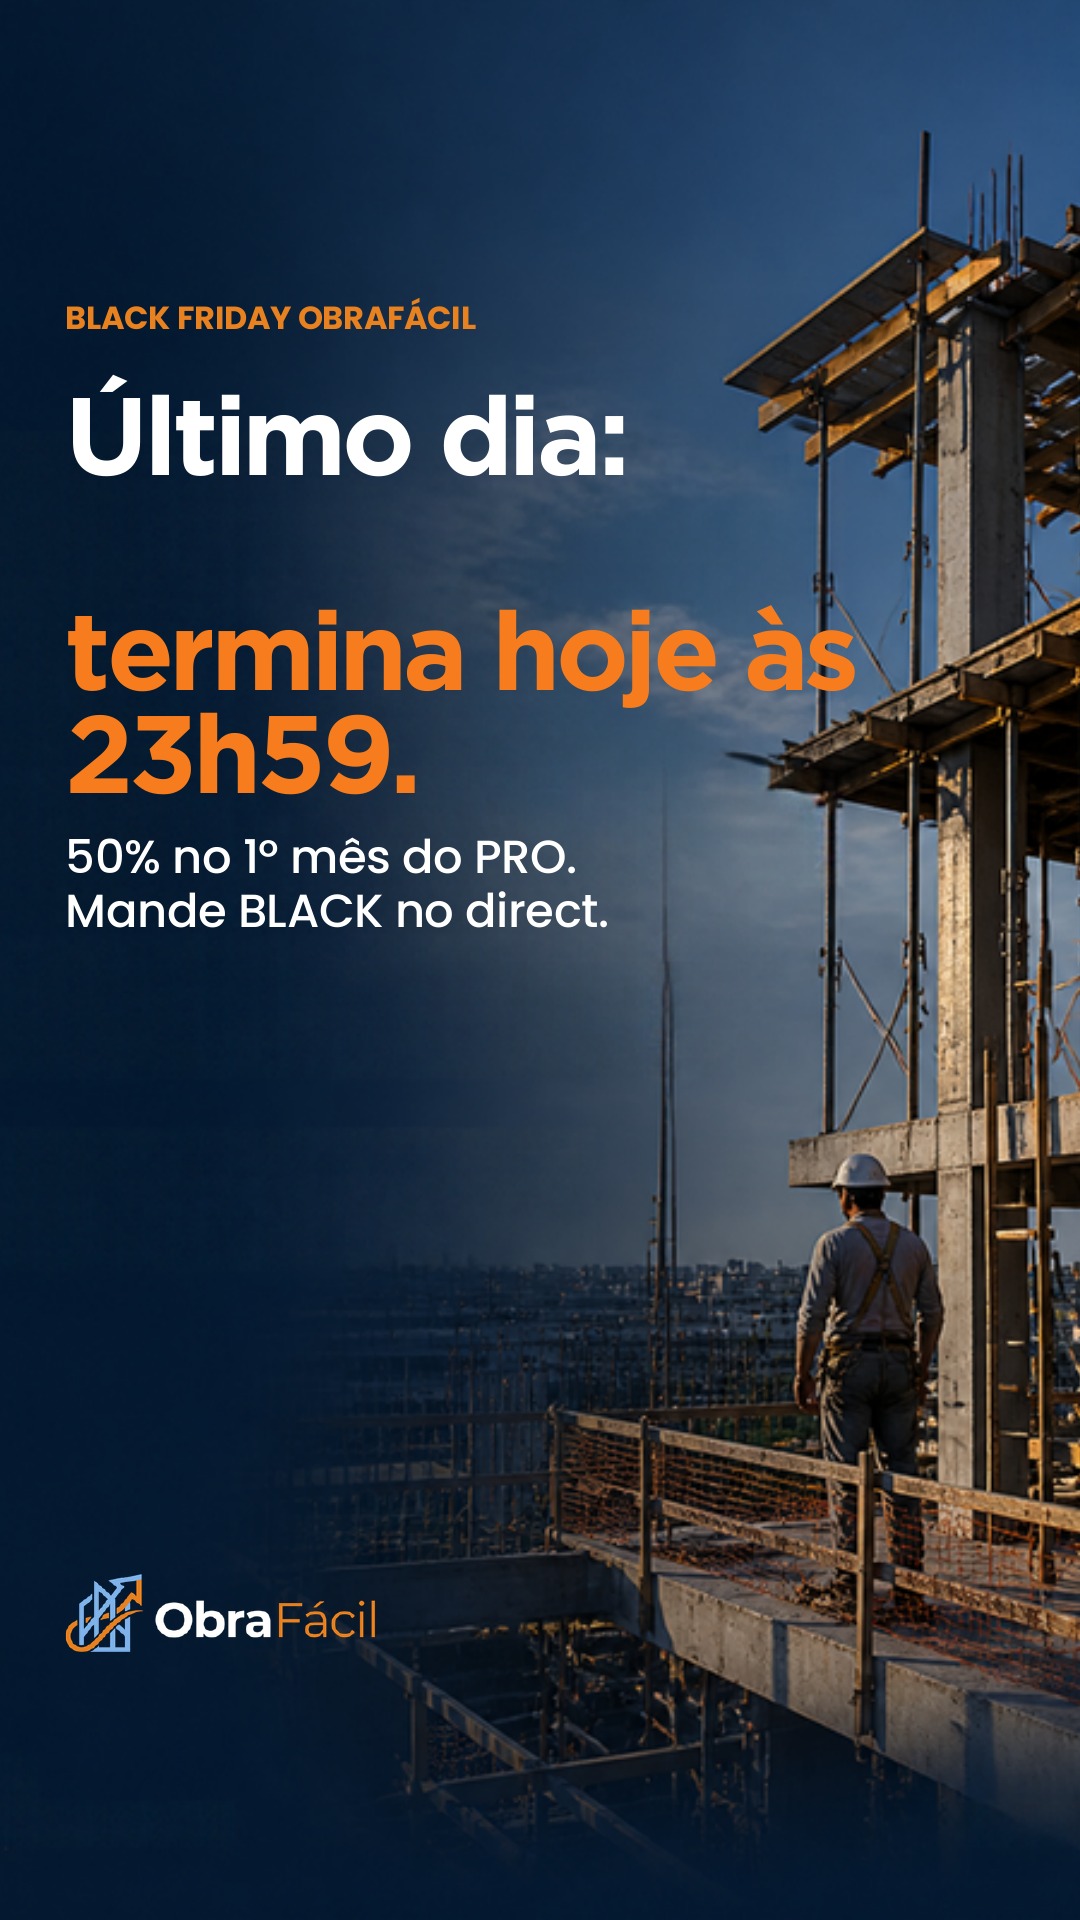 BLACK FRIDAY OBRAFÁCIL
Último dia:
termina hoje às
23h59.
50% no 1º mês do PRO.
Mande BLACK no direct.
ObraFácil